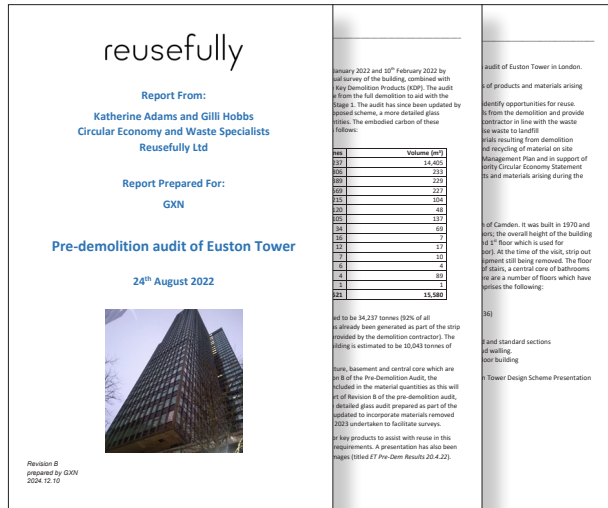 reusefully
Report From:
Katherine Adams and Gilli Hobbs
Circular Economy and Waste Specialists
Reusefully Ltd
Report Prepared For:
GXN
Pre-demolition audit of Euston Tower
24th August 2022
Revision B
prepared by GXN
2024.12.10
January 2022 and 10th February 2022 by
ual survey of the building, combined with
Key Demolition Products (KDP). The audit
e from the full demolition to aid with the
Stage 1. The audit has since been updated by
oposed scheme, a more detailed glass
ntities. The embodied carbon of these
follows:
nes Volume (m³)
237 14,405
306 233
389 229
569 227
215 104
120 48
105 137
34 69
16 7
12 17
7 10
6 4
4 89
1 1
521 15,580
ed to be 34,237 tonnes (92% of all
s already been generated as part of the strip
provided by the demolition contractor). The
ilding is estimated to be 10,043 tonnes of
cture, basement and central core which are
on B of the Pre-Demolition Audit, the
ncluded in the material quantities as this will
rt of Revision B of the pre-demolition audit,
detailed glass audit prepared as part of the
updated to incorporate materials removed
2023 undertaken to facilitate surveys.
or key products to assist with reuse in this
requirements. A presentation has also been
mages (titled ET Pre-Dem Results 20.4.22).
audit of Euston Tower in London.
s of products and materials arising
identify opportunities for reuse.
ls from the demolition and provide
contractor in line with the waste
ise waste to landfill
erials resulting from demolition
nd recycling of material on site
Management Plan and in support of
ority Circular Economy Statement
cts and materials arising during the
h of Camden. It was built in 1970 and
ors; the overall height of the building
nd 1st floor which is used for
oor). At the time of the visit, strip out
uipment still being removed. The floor
of stairs, a central core of bathrooms
ere are a number of floors which have
mprises the following:
36)
d and standard sections
ed walling.
oor building
n Tower Design Scheme Presentation